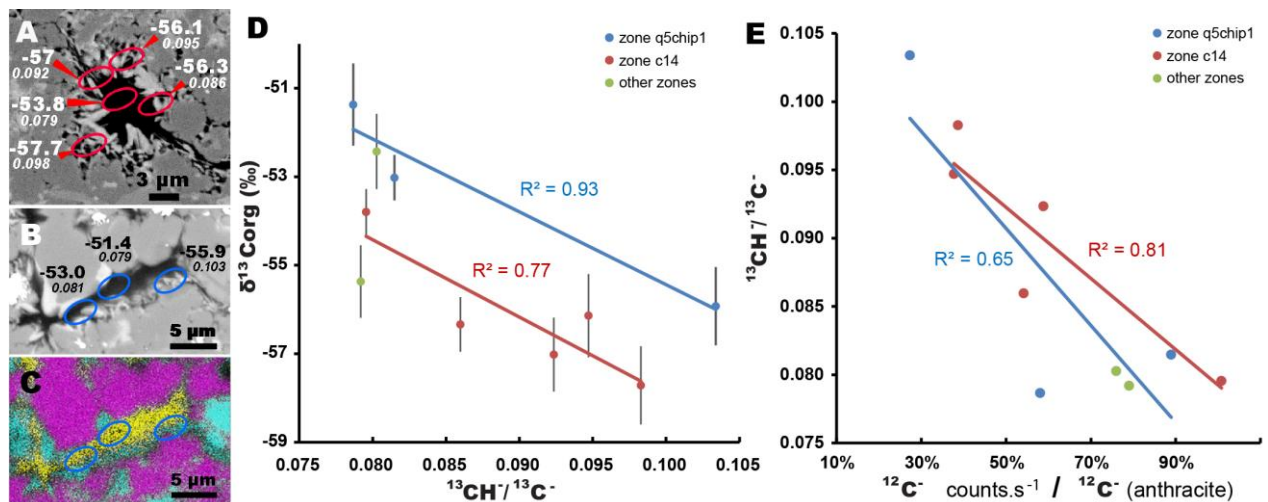 A
-56.1
0.095
-57
0.092
-56.3
0.086
-53.8
0.079
-57.7
0.098
3 µm
B
-51.4
0.079
-55.9
0.103
-53.0
0.081
5 µm
C
5 µm
D
zone q5chip1
zone c14
other zones
δ¹³ Corg (‰)
-51
-53
-55
-57
-59
R² = 0.93
R² = 0.77
0.075 0.080 0.085 0.090 0.095 0.100 0.105
¹³CH⁻/¹³C⁻
E
zone q5chip1
zone c14
other zones
¹³CH⁻/¹³C⁻
0.105
0.100
0.095
0.090
0.085
0.080
0.075
R² = 0.81
R² = 0.65
10% 30% 50% 70% 90%
¹²C⁻ counts.s⁻¹ / ¹²C⁻ (anthracite)